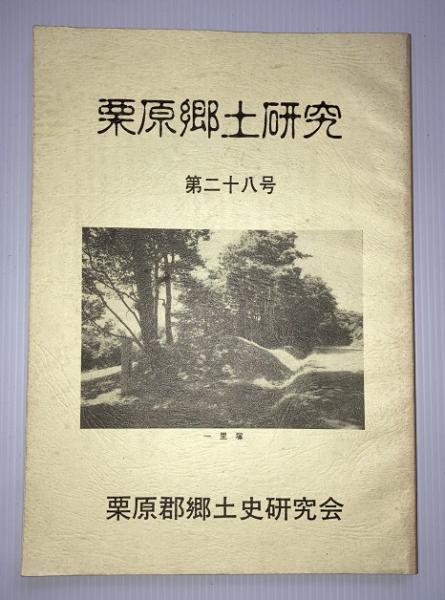 栗原郷土研究
第二十八号
一里塚
栗原郡郷土史研究会